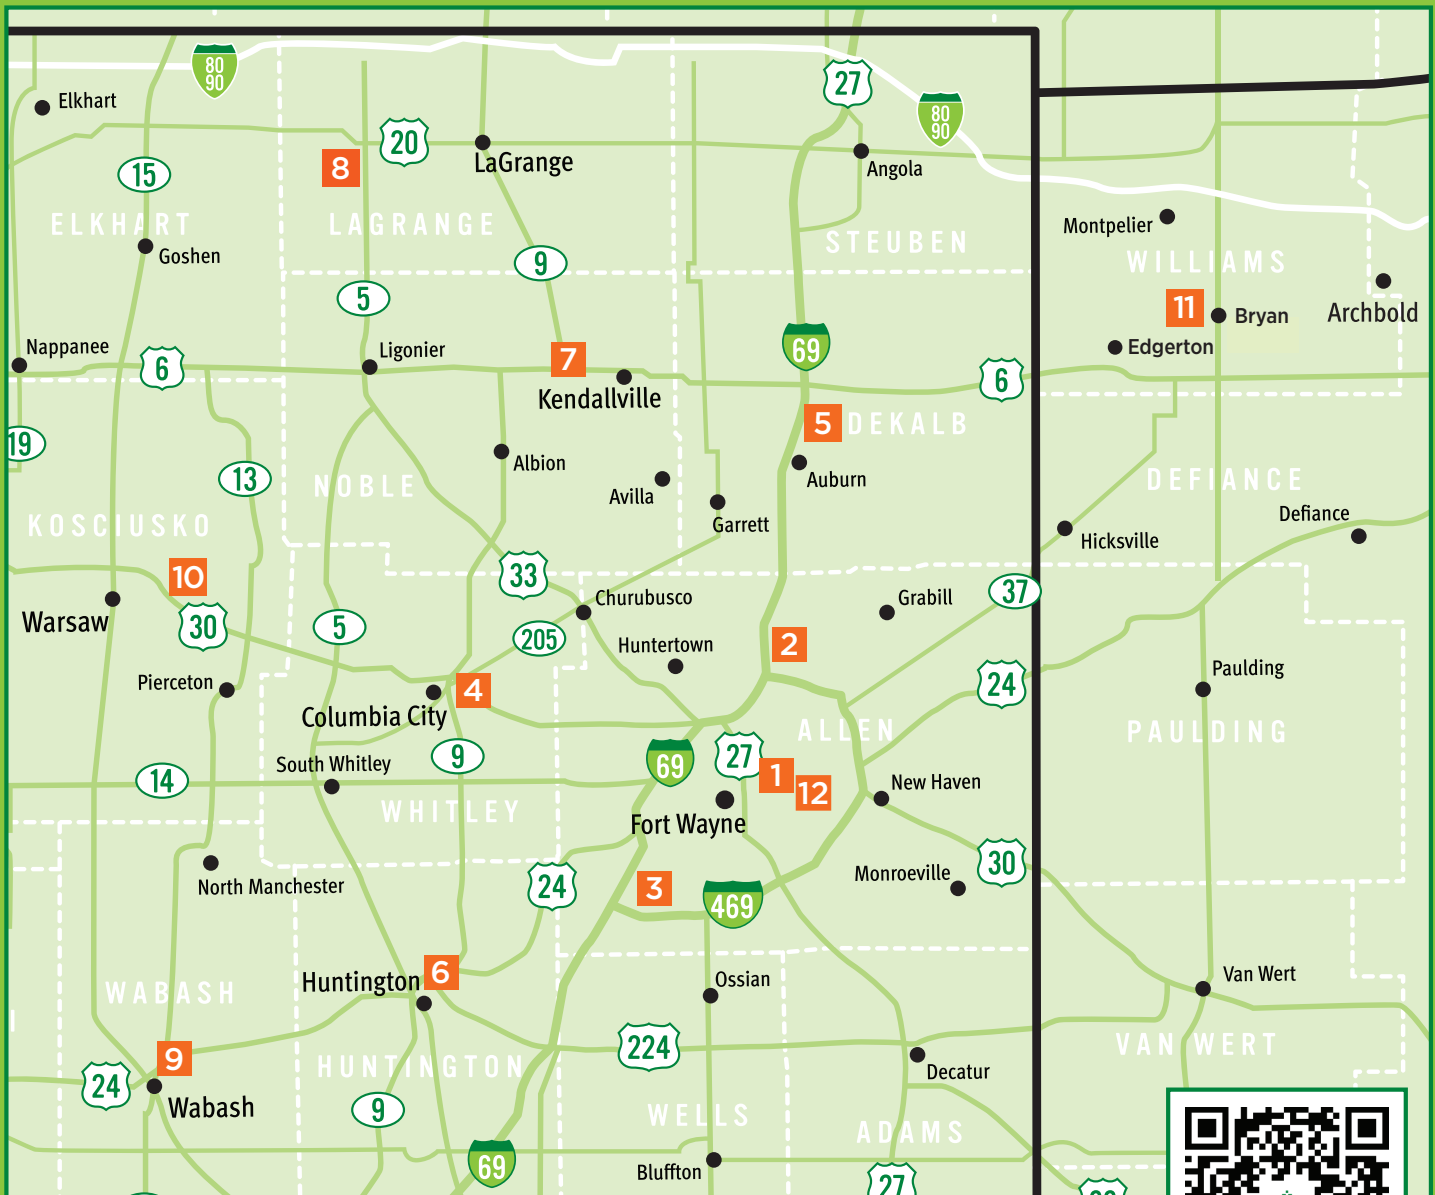 80
90
27
80
90
Elkhart
20
LaGrange
8
15
Angola
ELKHART
LAGRANGE
STEUBEN
Montpelier
Goshen
9
WILLIAMS
5
11
Bryan
Archbold
Nappanee
Ligonier
69
Edgerton
6
7
6
Kendallville
5
DEKALB
19
13
Albion
NOBLE
Avilla
Auburn
DEFIANCE
KOSCIUSKO
Garrett
Defiance
Hicksville
10
33
37
Churubusco
Grabill
Warsaw
30
5
205
Huntertown
2
Pierceton
4
24
Paulding
Columbia City
ALLEN
PAULDING
9
69
27
South Whitley
14
1
12
New Haven
WHITLEY
Fort Wayne
30
North Manchester
24
3
469
Monroeville
Huntington
6
Ossian
Van Wert
WABASH
9
224
VAN WERT
HUNTINGTON
Decatur
24
Wabash
9
WELLS
ADAMS
69
Bluffton
27